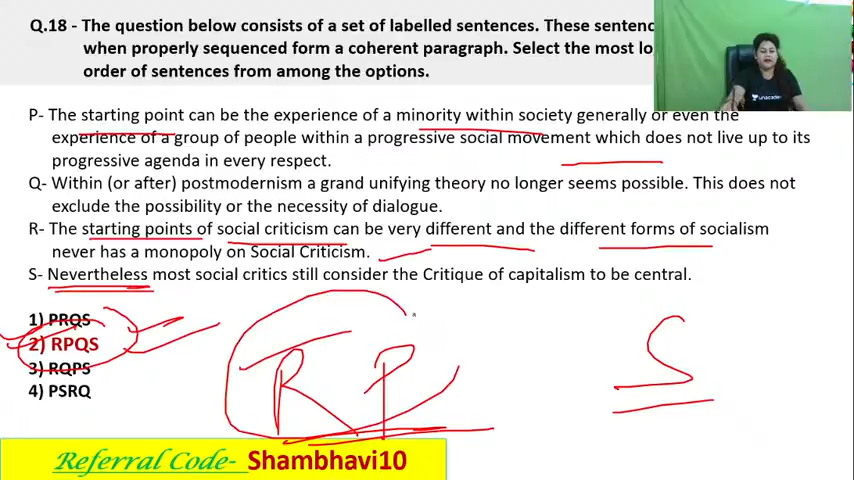 Q.18 - The question below consists of a set of labelled sentences. These
when properly sequenced form a coherent paragraph. Select the most
order of sentences from among the options.
unacademy
P- The starting point can be the experience of a minority within society generally or even the
experience of a group of people within a progressive social movement which does not live up to its
progressive agenda in every respect.
Q- Within (or after) postmodernism a grand unifying theory no longer seems possible. This does not
exclude the possibility or the necessity of dialogue.
R- The starting points of social criticism can be very different and the different forms of socialism
never has a monopoly on Social Criticism.
S- Nevertheless most social critics still consider the Critique of capitalism to be central.
1) PRQS
2) RPQS
3) RQPS
4) PSRQ
R P
S
Referral Code- Shambhavi10